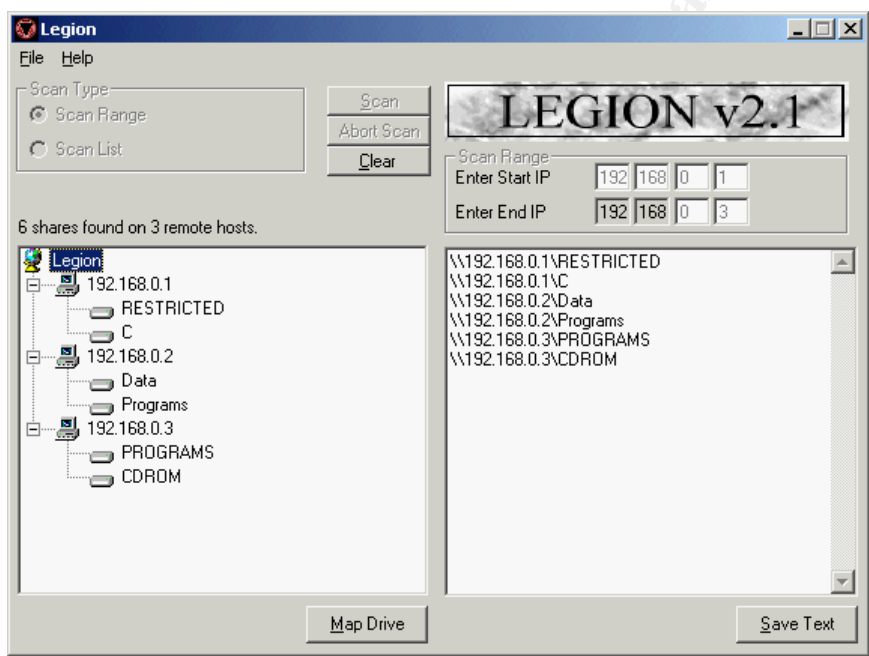 Legion
File Help
Scan Type
Scan Range
Scan List
Scan
Abort Scan
Clear
LEGION v2.1
Scan Range
Enter Start IP 192 168 0 1
Enter End IP 192 168 0 3
6 shares found on 3 remote hosts.
Legion
192.168.0.1
RESTRICTED
C
192.168.0.2
Data
Programs
192.168.0.3
PROGRAMS
CDROM
\\192.168.0.1\RESTRICTED
\\192.168.0.1\C
\\192.168.0.2\Data
\\192.168.0.2\Programs
\\192.168.0.3\PROGRAMS
\\192.168.0.3\CDROM
Map Drive
Save Text